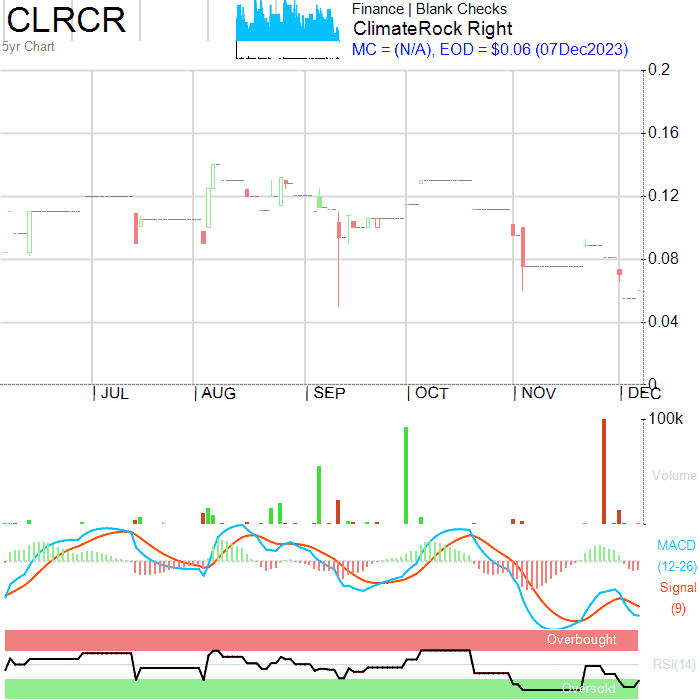 CLRCR
5yr Chart
Finance | Blank Checks
ClimateRock Right
MC = (N/A), EOD = $0.06 (07Dec2023)
0.2
0.16
0.12
0.08
0.04
0
JUL AUG SEP OCT NOV DEC
100k
Volume
MACD
(12-26)
Signal
(9)
Overbought
RSI(14)
Oversold